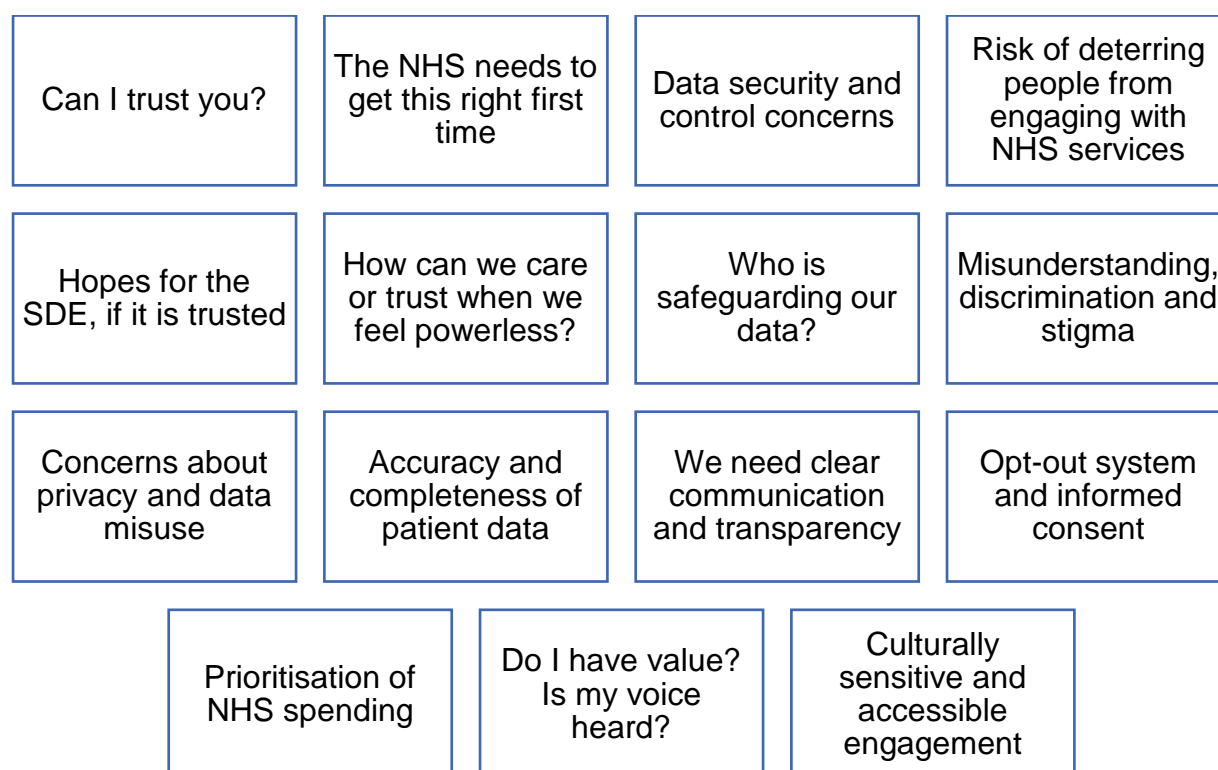 Can I trust you?
The NHS needs to
get this right first
time
Data security and
control concerns
Risk of deterring
people from
engaging with
NHS services
Hopes for the
SDE, if it is trusted
How can we care
or trust when we
feel powerless?
Who is
safeguarding our
data?
Misunderstanding,
discrimination and
stigma
Concerns about
privacy and data
misuse
Accuracy and
completeness of
patient data
We need clear
communication
and transparency
Opt-out system
and informed
consent
Prioritisation of
NHS spending
Do I have value?
Is my voice
heard?
Culturally
sensitive and
accessible
engagement